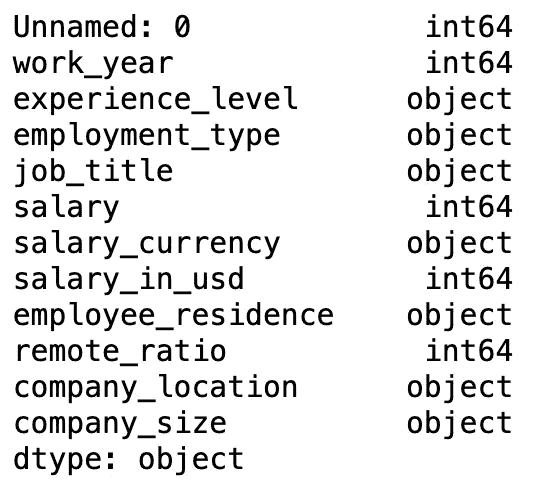 Unnamed: 0 int64
work_year int64
experience_level object
employment_type object
job_title object
salary int64
salary_currency object
salary_in_usd int64
employee_residence object
remote_ratio int64
company_location object
company_size object
dtype: object